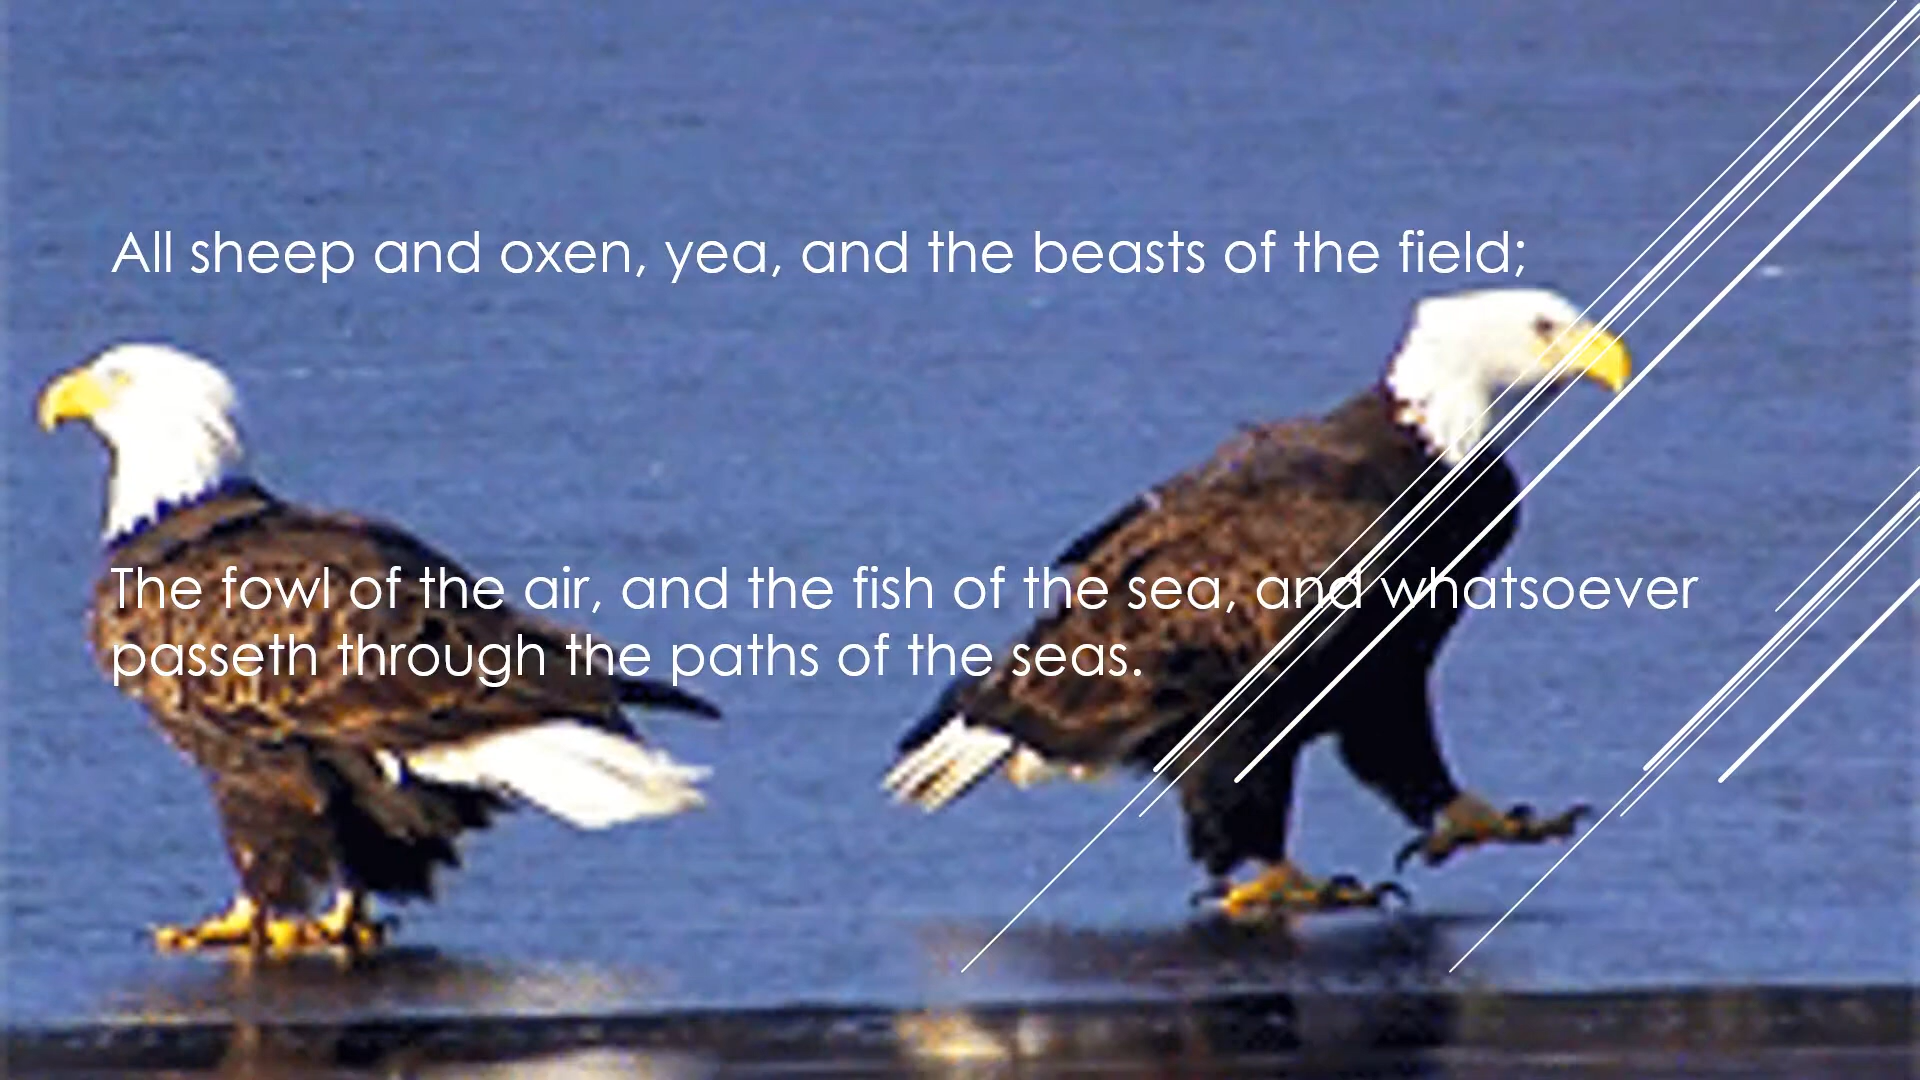 All sheep and oxen, yea, and the beasts of the field;
The fowl of the air, and the fish of the sea, and whatsoever
passeth through the paths of the seas.